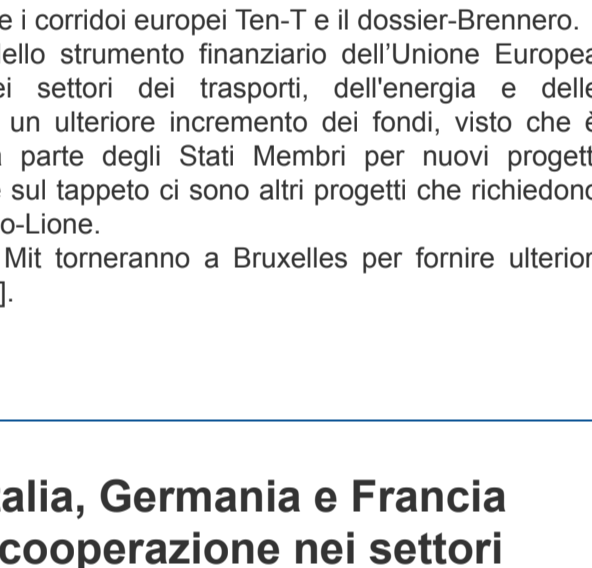 e i corridoi europei Ten-T e il dossier-Brennero.
ello strumento finanziario dell’Unione Europea
ei settori dei trasporti, dell'energia e delle
un ulteriore incremento dei fondi, visto che è
parte degli Stati Membri per nuovi progett
sul tappeto ci sono altri progetti che richiedono
o-Lione.
Mit torneranno a Bruxelles per fornire ulterior
].
talia, Germania e Francia
cooperazione nei settori